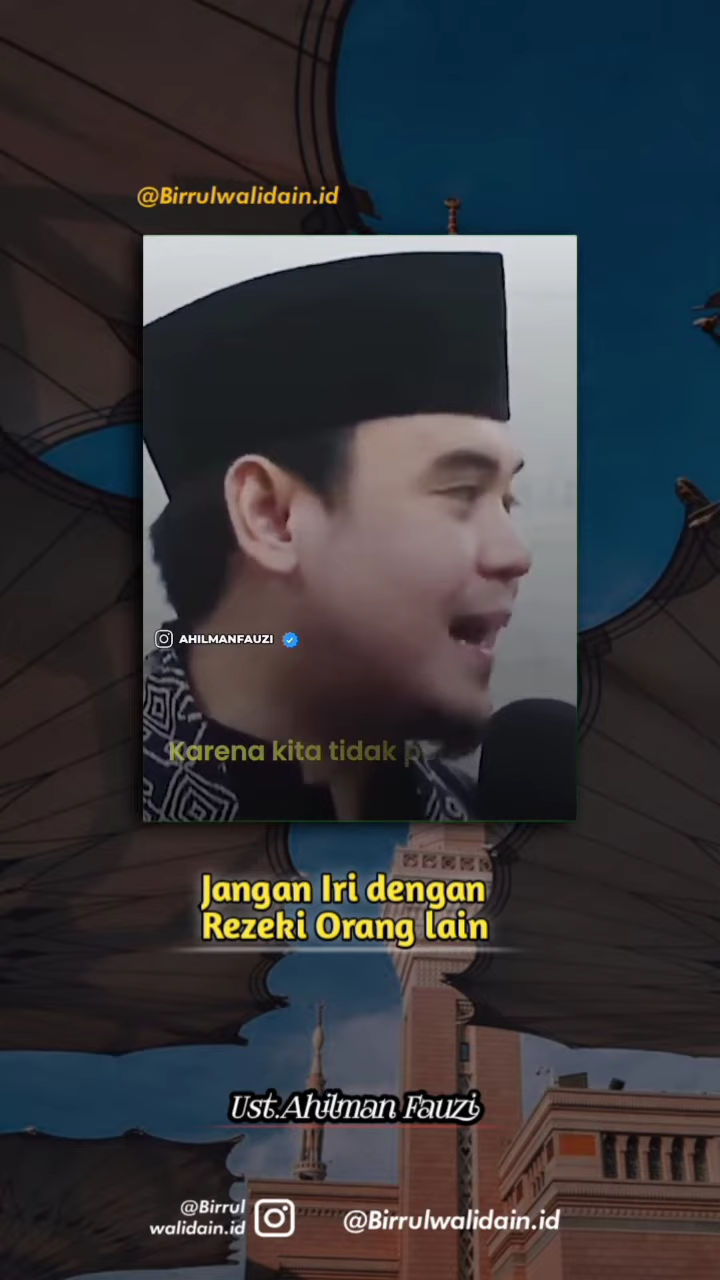 @Birrulwalidain.id
AHILMANFAUZI
Karena kita tidak
Jangan Iri dengan
Rezeki Orang lain
Ust.Ahilman Fauzi
@Birrul
walidain.id
@Birrulwalidain.id